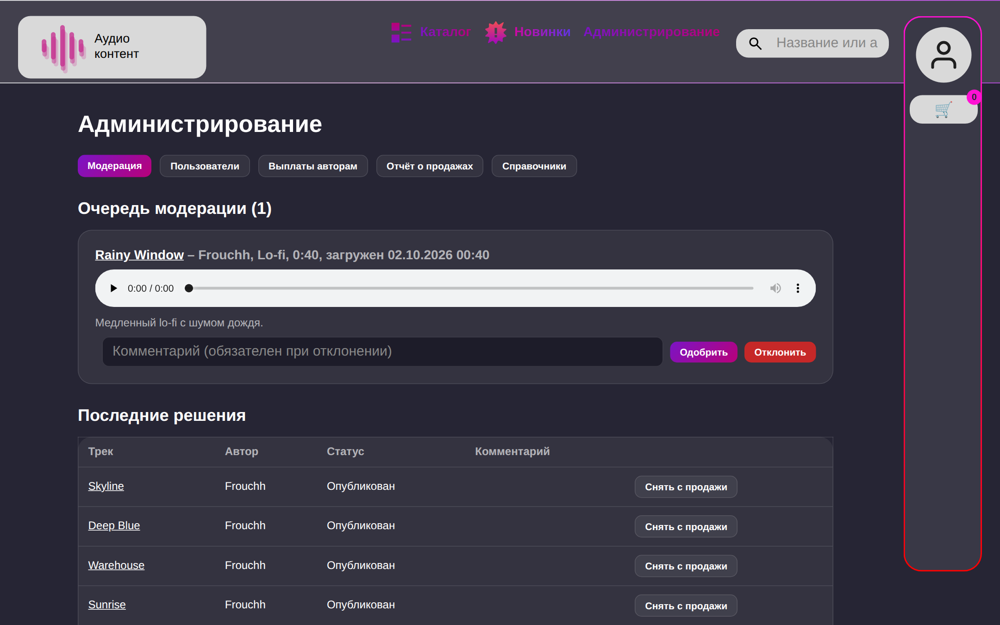 Аудио
контент
Каталог
Новинки
Администрирование
Название или а
0
Администрирование
Модерация
Пользователи
Выплаты авторам
Отчёт о продажах
Справочники
Очередь модерации (1)
Rainy Window – Frouchh, Lo-fi, 0:40, загружен 02.10.2026 00:40
0:00 / 0:00
Медленный lo-fi с шумом дождя.
Комментарий (обязателен при отклонении)
Одобрить
Отклонить
Последние решения
Трек Автор Статус Комментарий
Skyline Frouchh Опубликован Снять с продажи
Deep Blue Frouchh Опубликован Снять с продажи
Warehouse Frouchh Опубликован Снять с продажи
Sunrise Frouchh Опубликован Снять с продажи